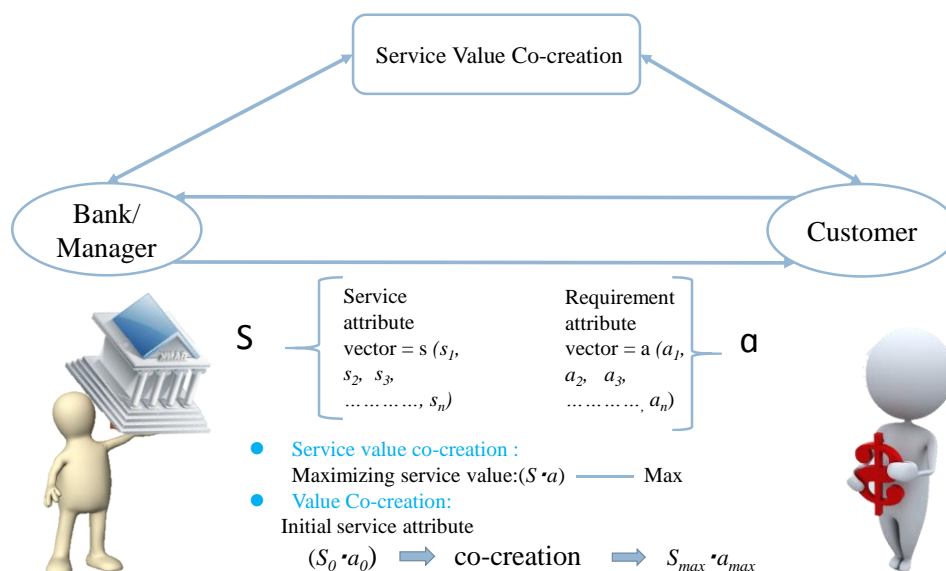 Service Value Co-creation
Bank/
Manager
Customer
S
Service
attribute
vector = s (s₁,
s₂, s₃,
…………, sₙ)
Requirement
attribute
vector = a (a₁,
a₂, a₃,
…………, aₙ)
a
● Service value co-creation :
Maximizing service value:(S·a) —— Max
● Value Co-creation:
Initial service attribute
(S₀·a₀) ➡ co-creation ➡ Sₘₐₓ·aₘₐₓ